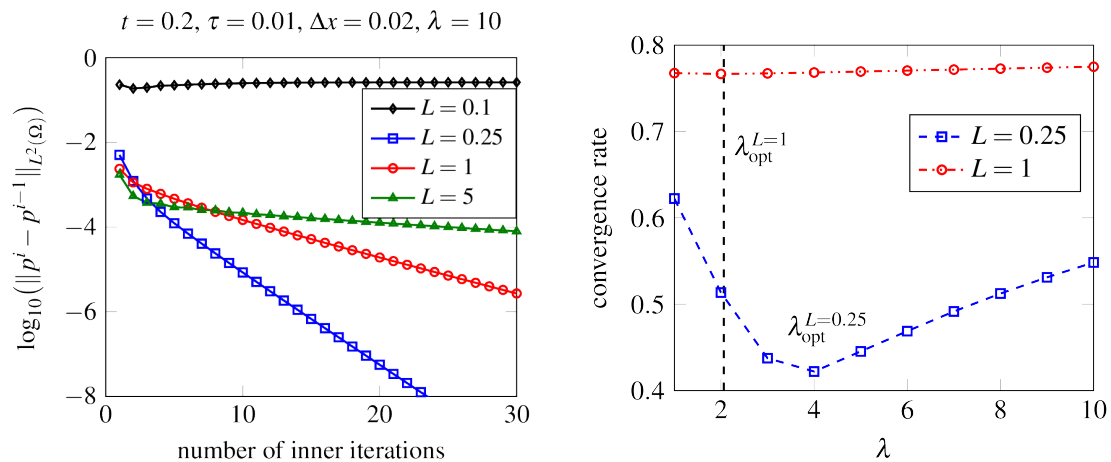 t = 0.2, τ = 0.01, Δx = 0.02, λ = 10
log₁₀(‖pⁱ − pⁱ⁻¹‖_{L²(Ω)})
0
−2
−4
−6
−8
L = 0.1
L = 0.25
L = 1
L = 5
0
10
20
30
number of inner iterations
convergence rate
0.8
0.7
0.6
0.5
0.4
λ_opt^{L=1}
L = 0.25
L = 1
λ_opt^{L=0.25}
2
4
6
8
10
λ